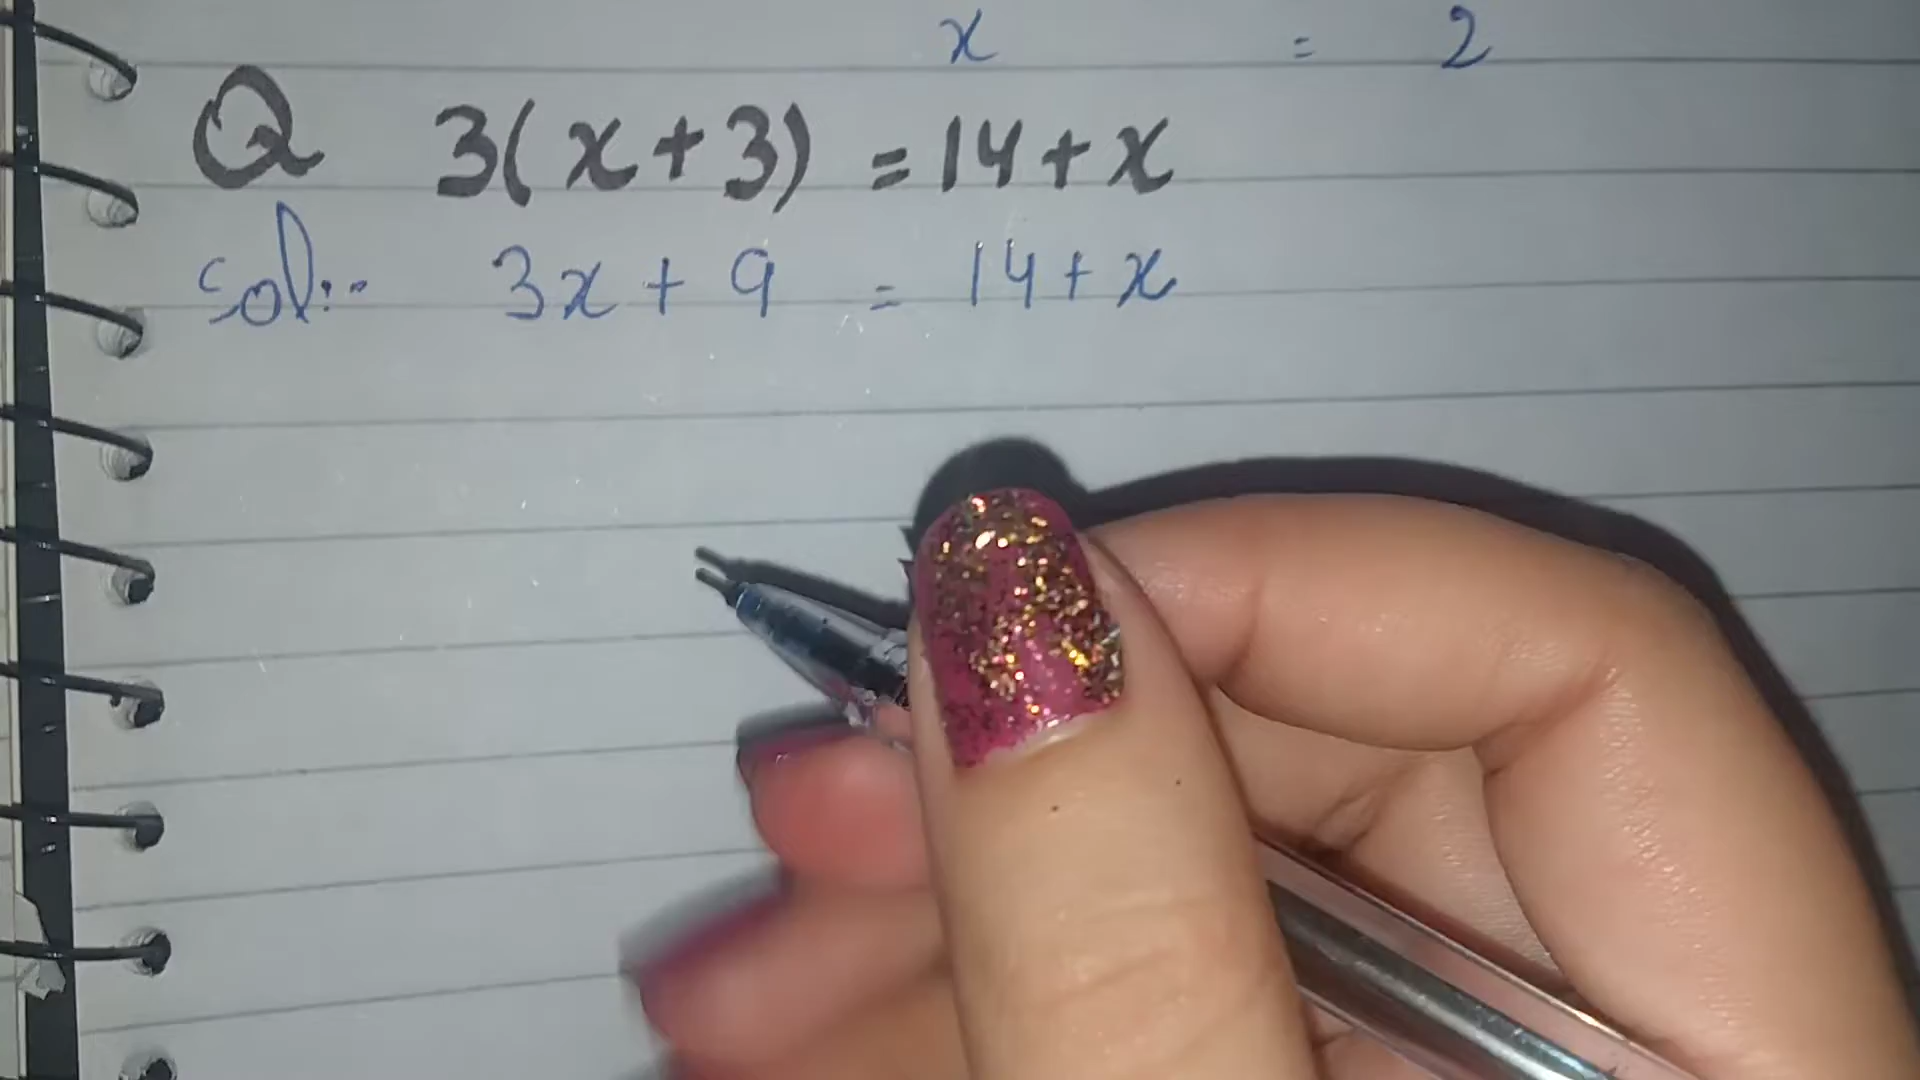 x = 2
Q 3(x+3) = 14+x
Sol:- 3x + 9 = 14 + x